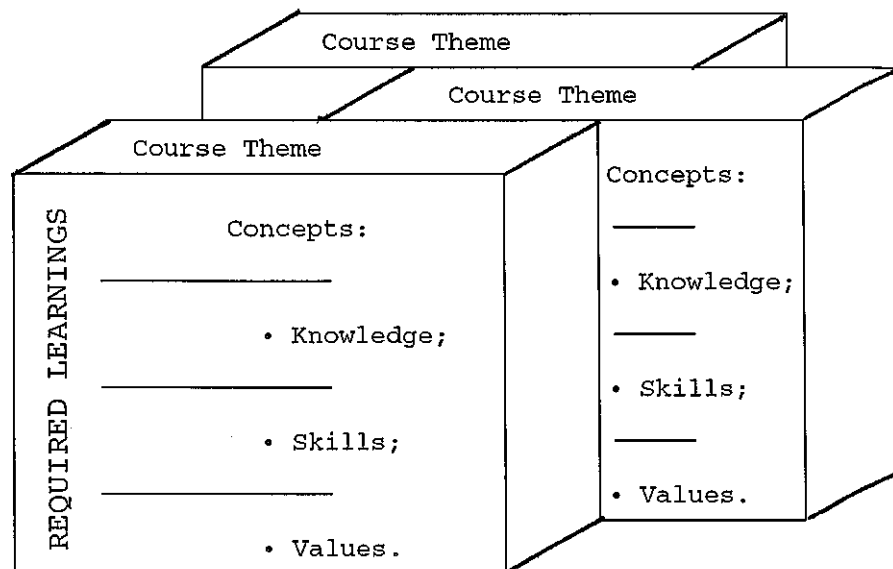 Course Theme
Course Theme
Course Theme
REQUIRED LEARNINGS
Concepts:
• Knowledge;
• Skills;
• Values.
Concepts:
• Knowledge;
• Skills;
• Values.